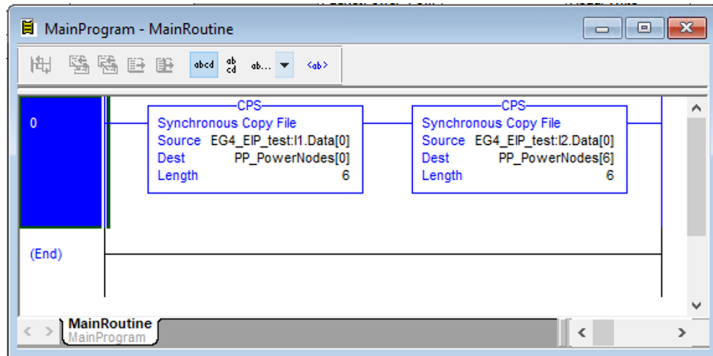 MainProgram - MainRoutine
abcd ab cd ab... <ab>
0
CPS
Synchronous Copy File
Source EG4_EIP_test:I1.Data[0]
Dest PP_PowerNodes[0]
Length 6
CPS
Synchronous Copy File
Source EG4_EIP_test:I2.Data[0]
Dest PP_PowerNodes[6]
Length 6
(End)
MainRoutine
MainProgram